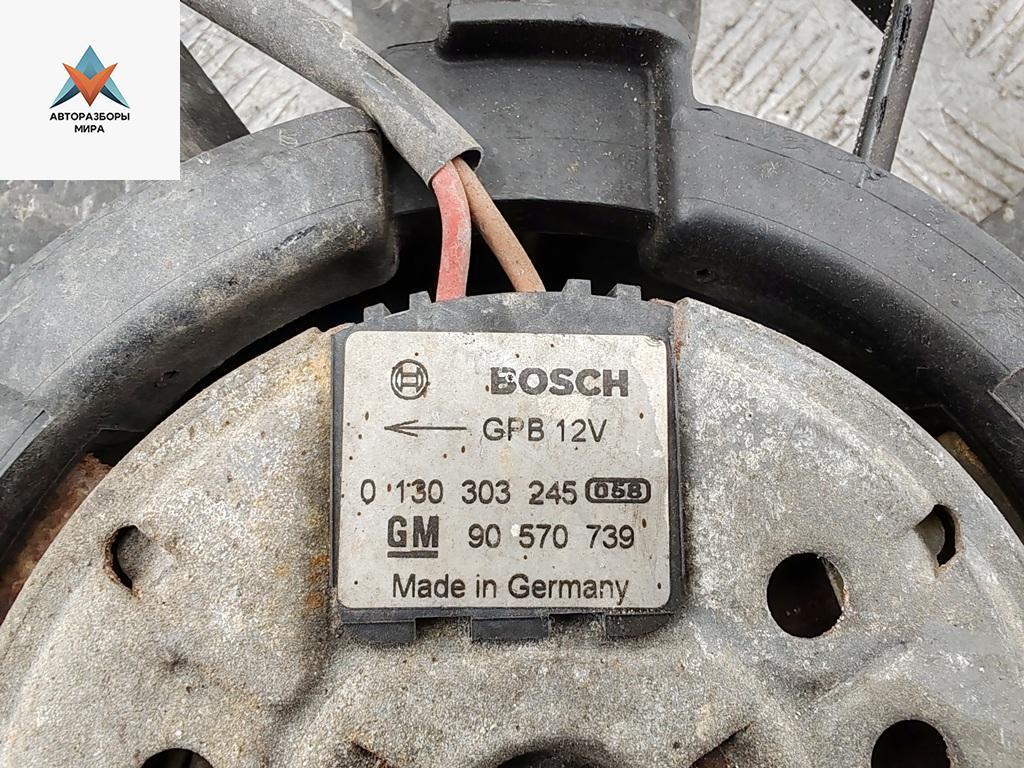 АВТОРАЗБОРЫ
МИРА
BOSCH
GPB 12V
0 130 303 245 058
GM 90 570 739
Made in Germany